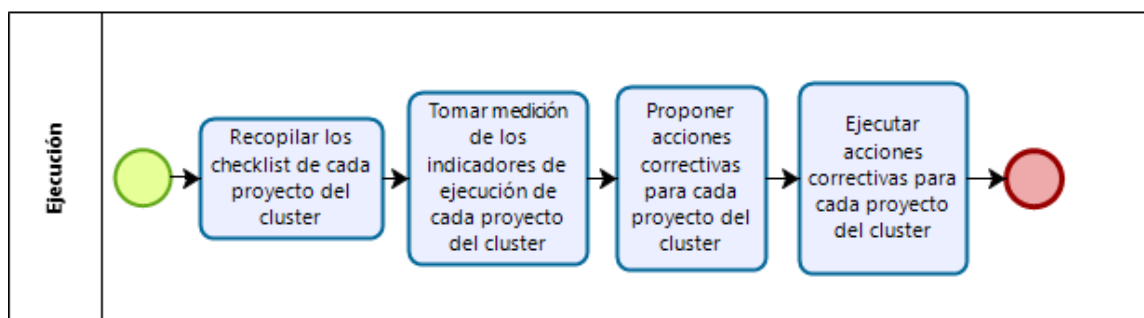 Ejecución
Recopilar los
checklist de cada
proyecto del
cluster
Tomar medición
de los
indicadores de
ejecución de
cada proyecto
del cluster
Proponer
acciones
correctivas
para cada
proyecto del
cluster
Ejecutar
acciones
correctivas para
cada proyecto
del cluster